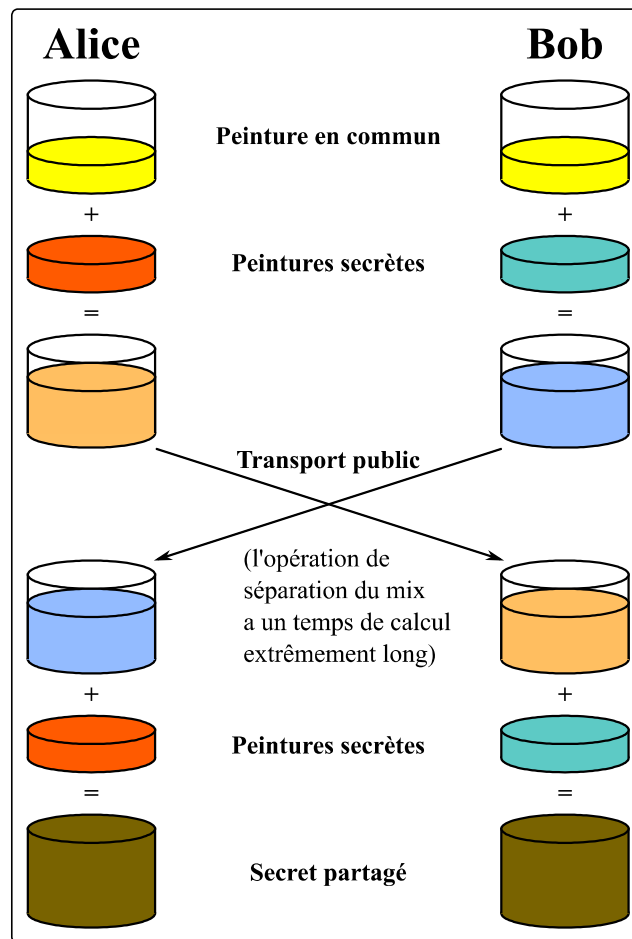 Alice Bob
Peinture en commun
+ +
Peintures secrètes
= =
Transport public
(l'opération de
séparation du mix
a un temps de calcul
extrêmement long)
+ +
Peintures secrètes
= =
Secret partagé